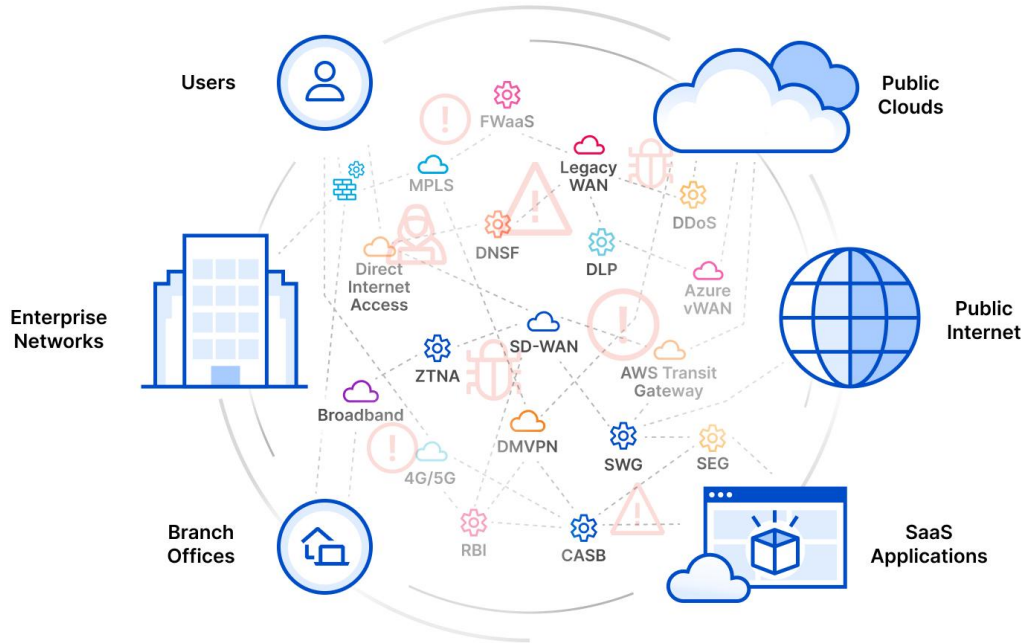 Users
Public
Clouds
FWaaS
MPLS
Legacy
WAN
DDoS
DNSF
DLP
Direct
Internet
Access
Azure
vWAN
Enterprise
Networks
Public
Internet
SD-WAN
ZTNA
AWS Transit
Gateway
Broadband
DMVPN
SWG
SEG
4G/5G
Branch
Offices
RBI
CASB
SaaS
Applications